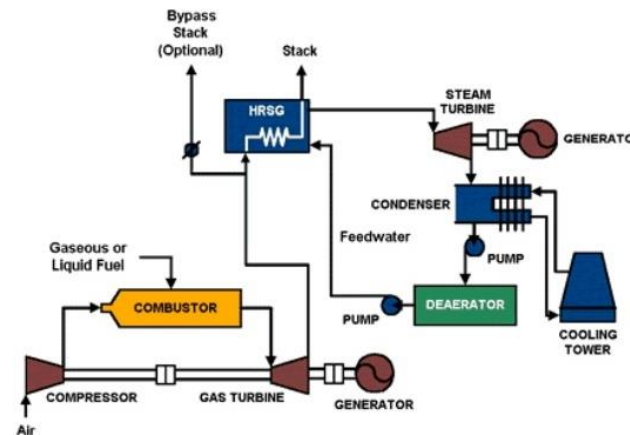 Bypass
Stack
(Optional)
Stack
HRSG
STEAM
TURBINE
GENERATOR
CONDENSER
Gaseous or
Liquid Fuel
Feedwater
PUMP
COMBUSTOR
PUMP
DEAERATOR
COOLING
TOWER
COMPRESSOR
GAS TURBINE
GENERATOR
Air